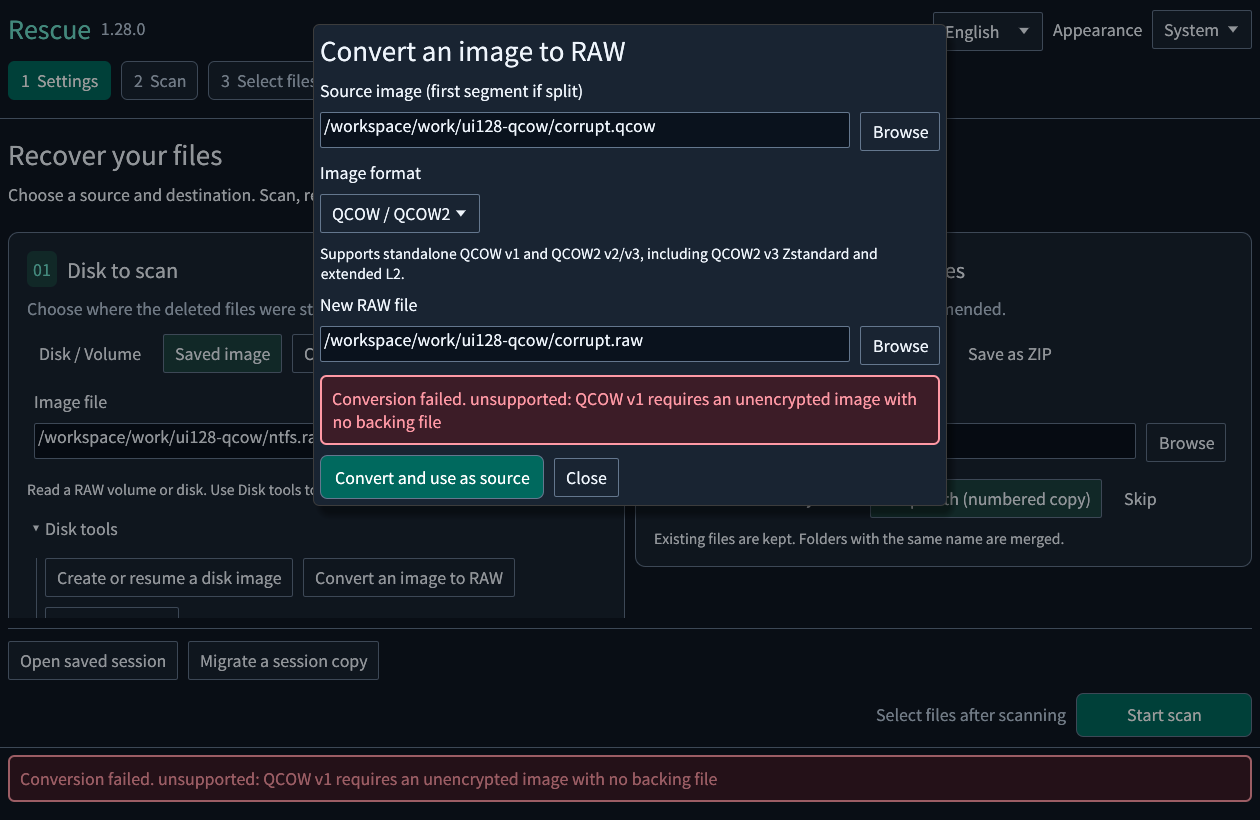 Rescue 1.28.0
English
Appearance
System
1 Settings
2 Scan
3 Select files
Convert an image to RAW
Source image (first segment if split)
/workspace/work/ui128-qcow/corrupt.qcow
Browse
Image format
QCOW / QCOW2
Supports standalone QCOW v1 and QCOW2 v2/v3, including QCOW2 v3 Zstandard and
extended L2.
New RAW file
/workspace/work/ui128-qcow/corrupt.raw
Browse
Conversion failed. unsupported: QCOW v1 requires an unencrypted image with
no backing file
Convert and use as source
Close
Recover your files
Choose a source and destination. Scan,
01 Disk to scan
Choose where the deleted files were
Disk / Volume
Saved image
Image file
/workspace/work/ui128-qcow/ntfs.ra
Read a RAW volume or disk. Use Disk tools
Disk tools
Create or resume a disk image
Convert an image to RAW
Save as ZIP
Browse
(numbered copy)
Skip
Existing files are kept. Folders with the same name are merged.
Open saved session
Migrate a session copy
Select files after scanning
Start scan
Conversion failed. unsupported: QCOW v1 requires an unencrypted image with no backing file